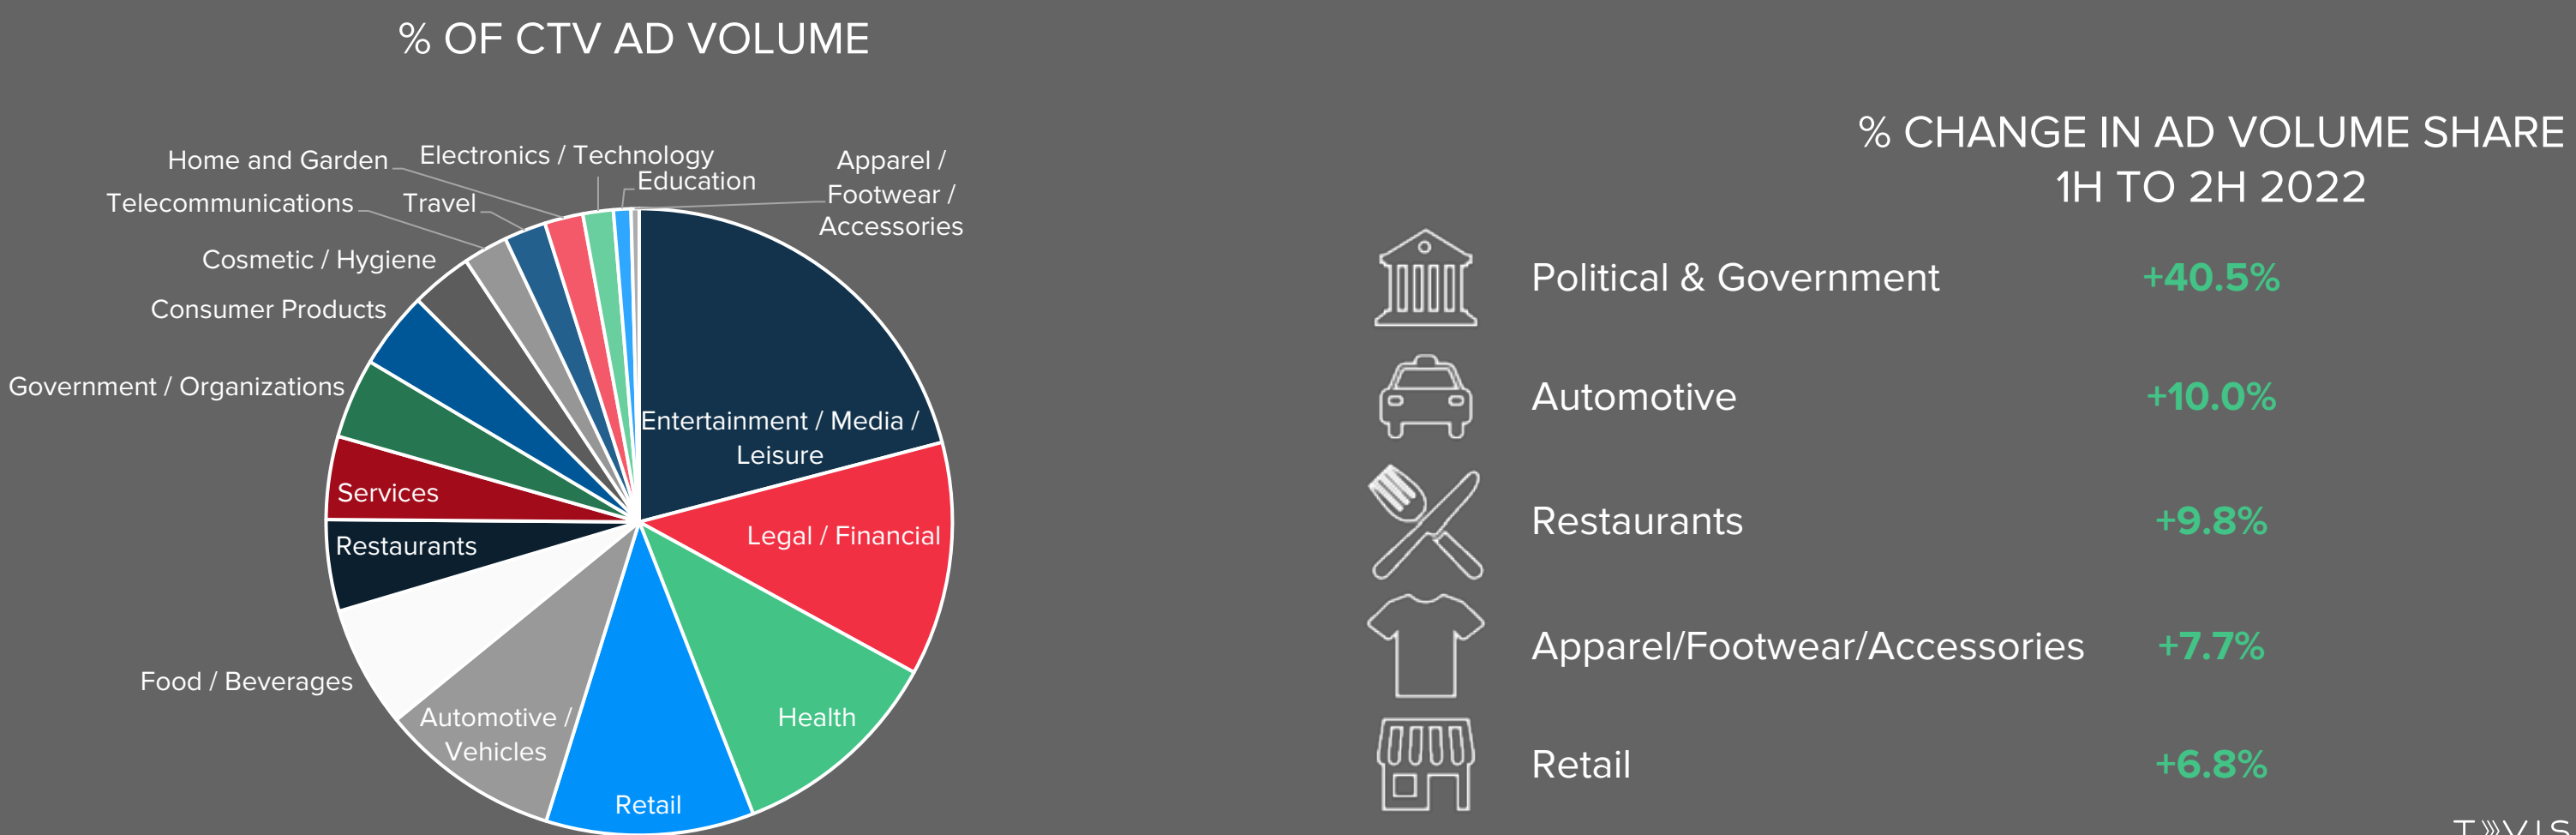 % OF CTV AD VOLUME
Home and Garden
Electronics / Technology
Apparel /
Footwear /
Accessories
Education
Telecommunications
Travel
Cosmetic / Hygiene
Consumer Products
Government / Organizations
Services
Restaurants
Food / Beverages
Automotive /
Vehicles
Retail
Health
Legal / Financial
Entertainment / Media /
Leisure
% CHANGE IN AD VOLUME SHARE
1H TO 2H 2022
Political & Government +40.5%
Automotive +10.0%
Restaurants +9.8%
Apparel/Footwear/Accessories +7.7%
Retail +6.8%